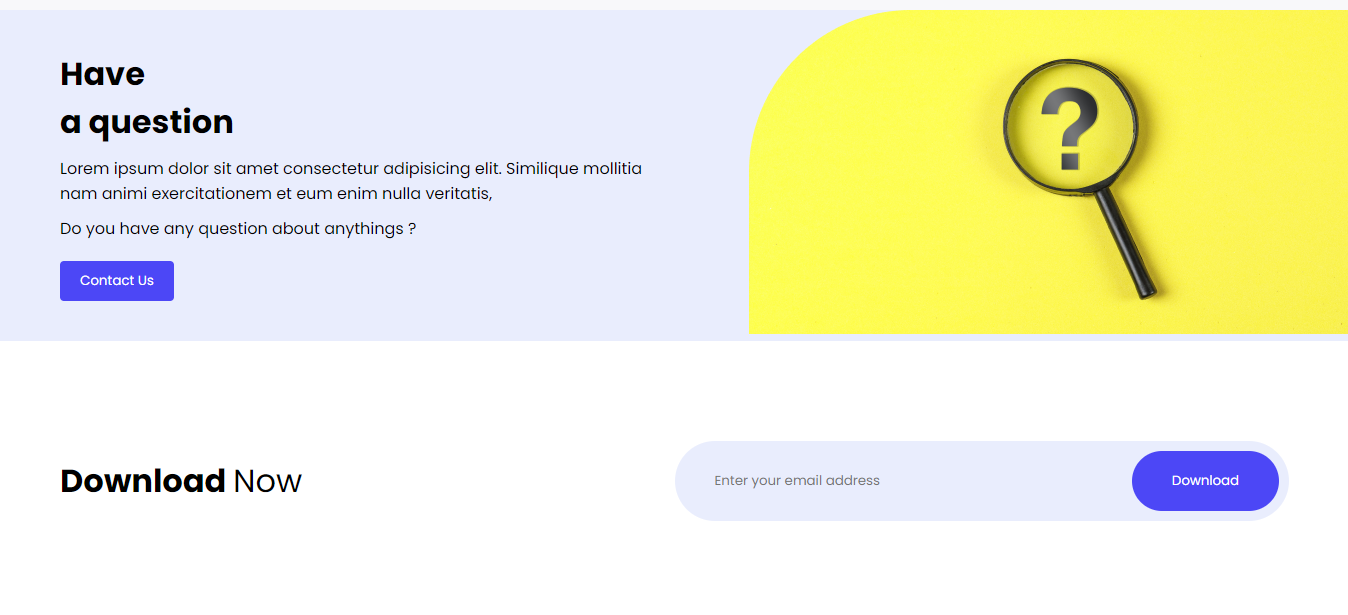 Have
a question
Lorem ipsum dolor sit amet consectetur adipisicing elit. Similique mollitia
nam animi exercitationem et eum enim nulla veritatis,
Do you have any question about anythings ?
Contact Us
?
Download Now
Enter your email address
Download